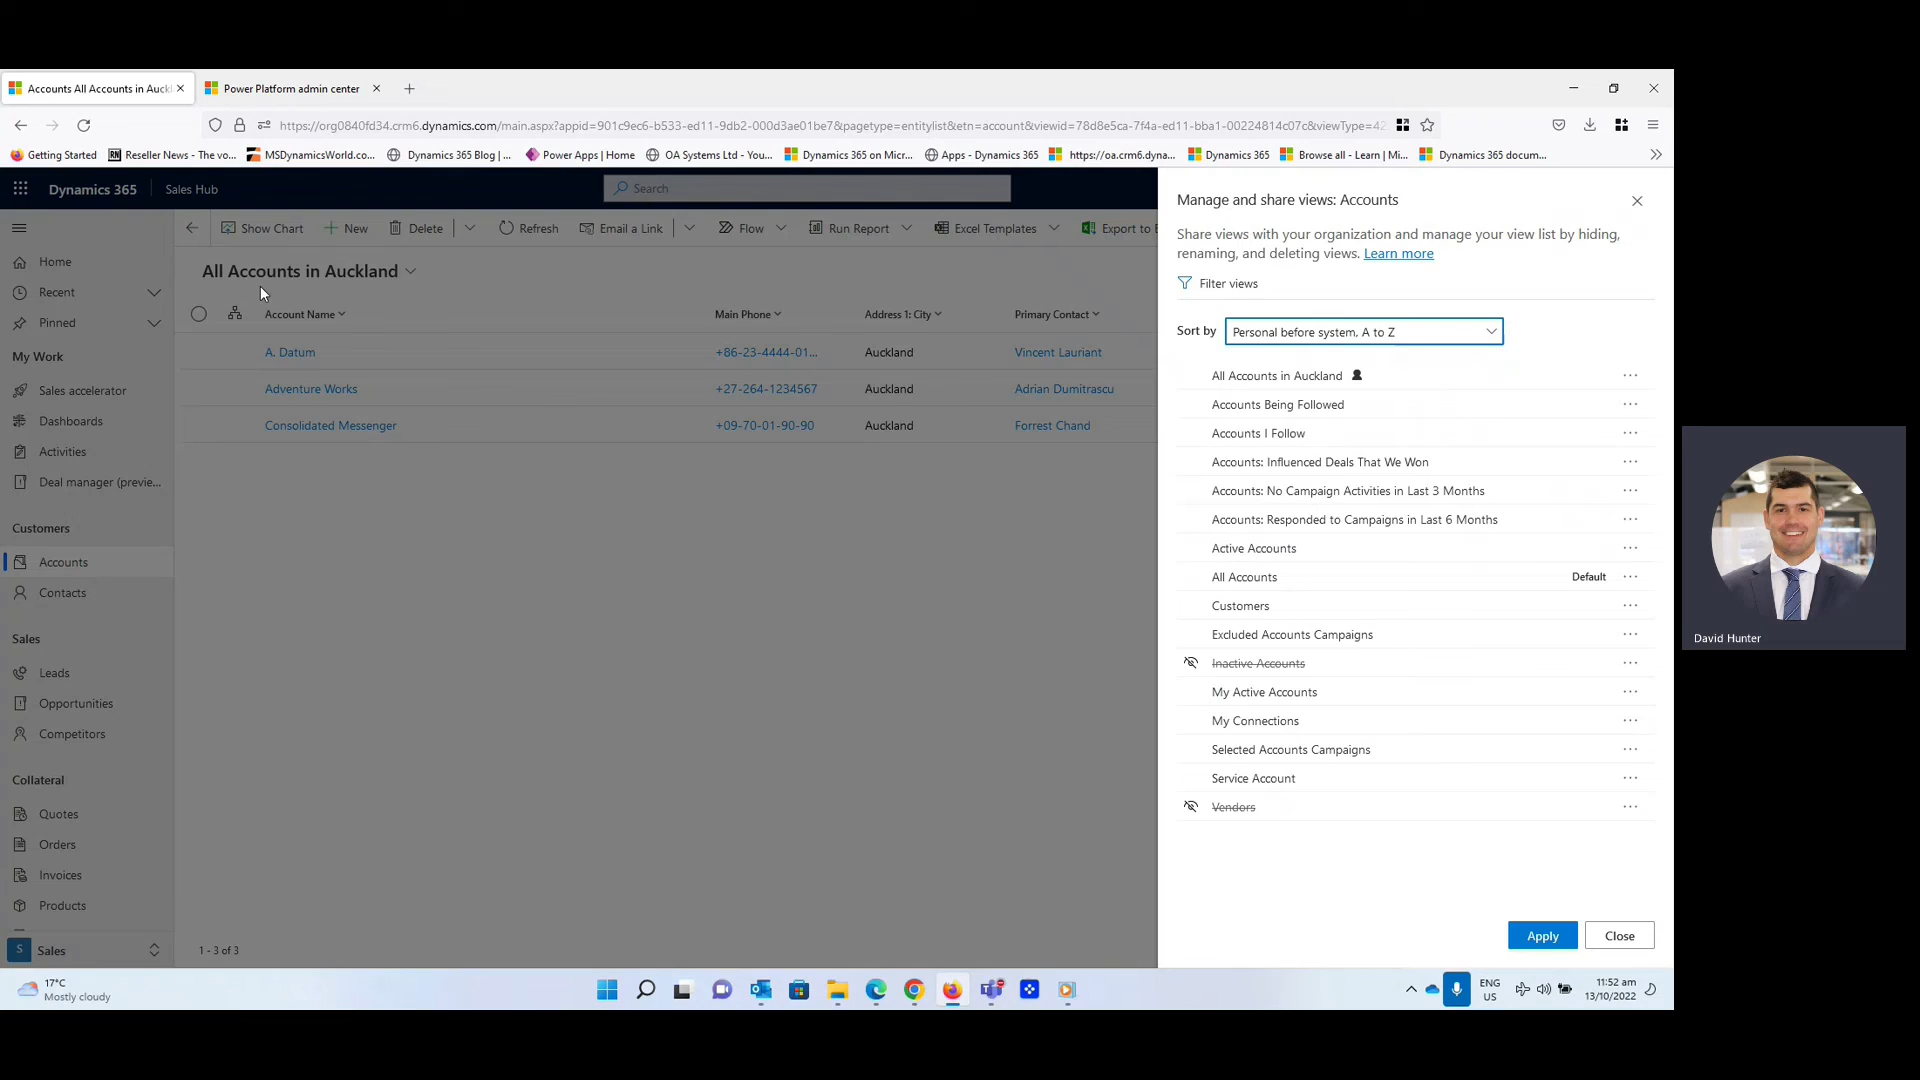 Accounts All Accounts in Auckl
Power Platform admin center
https://org0840fd34.crm6.dynamics.com/main.aspx?appid=901c9ec6-b533-ed11-9db2-000d3ae01be7&pagetype=entitylist&etn=account&viewid=78d8e5ca-7f4a-ed11-bba1-00224814c07c&viewType=42
Getting Started
RN Reseller News - The vo...
MSDynamicsWorld.co...
Dynamics 365 Blog | ...
Power Apps | Home
OA Systems Ltd - You...
Dynamics 365 on Micr...
Apps - Dynamics 365
https://oa.crm6.dyna...
Dynamics 365
Browse all - Learn | Mi...
Dynamics 365 docum...
Dynamics 365
Sales Hub
Search
Show Chart
New
Delete
Refresh
Email a Link
Flow
Run Report
Excel Templates
Export to E
Home
Recent
Pinned
My Work
Sales accelerator
Dashboards
Activities
Deal manager (previe...
Customers
Accounts
Contacts
Sales
Leads
Opportunities
Competitors
Collateral
Quotes
Orders
Invoices
Products
S Sales
All Accounts in Auckland
Account Name Main Phone Address 1: City Primary Contact
A. Datum +86-23-4444-01... Auckland Vincent Lauriant
Adventure Works +27-264-1234567 Auckland Adrian Dumitrascu
Consolidated Messenger +09-70-01-90-90 Auckland Forrest Chand
1 - 3 of 3
Manage and share views: Accounts
Share views with your organization and manage your view list by hiding,
renaming, and deleting views. Learn more
Filter views
Sort by Personal before system, A to Z
All Accounts in Auckland
Accounts Being Followed
Accounts I Follow
Accounts: Influenced Deals That We Won
Accounts: No Campaign Activities in Last 3 Months
Accounts: Responded to Campaigns in Last 6 Months
Active Accounts
All Accounts Default
Customers
Excluded Accounts Campaigns
Inactive Accounts
My Active Accounts
My Connections
Selected Accounts Campaigns
Service Account
Vendors
Apply
Close
David Hunter
17°C
Mostly cloudy
ENG
US
11:52 am
13/10/2022